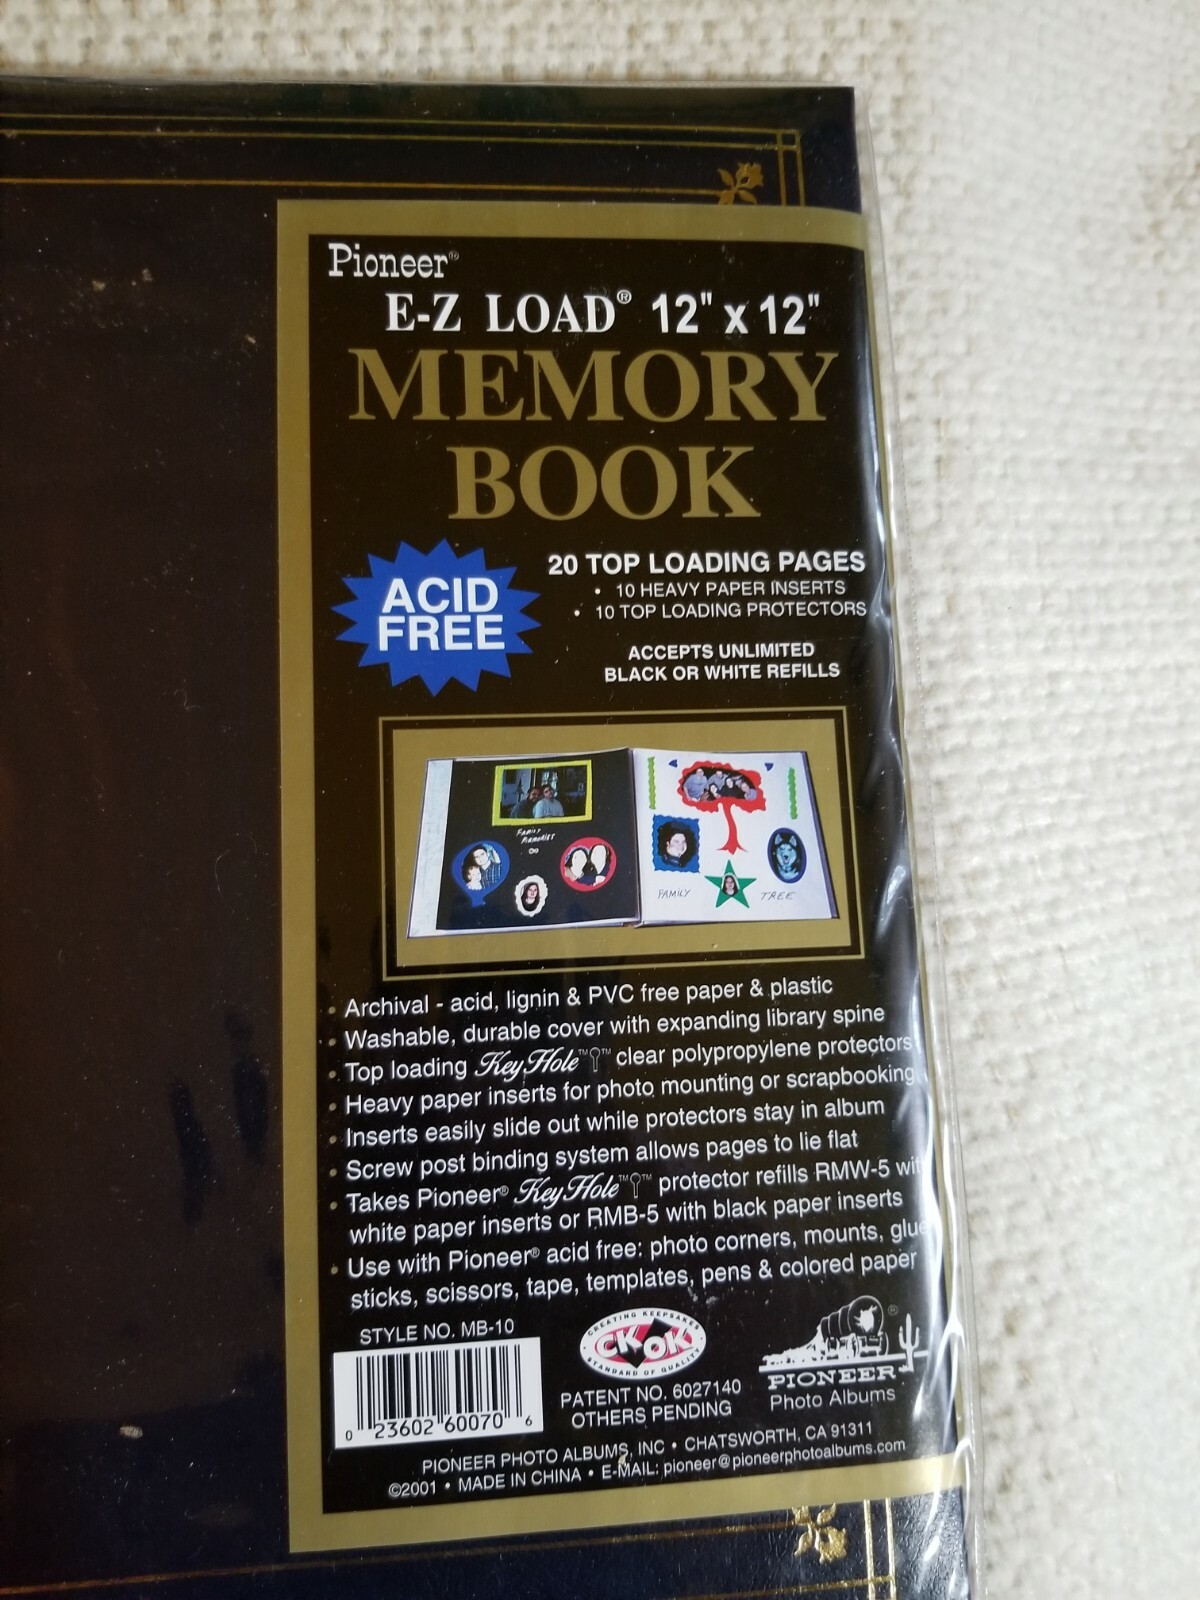 Pioneer®
E-Z LOAD® 12" x 12"
MEMORY
BOOK
ACID
FREE
20 TOP LOADING PAGES
• 10 HEAVY PAPER INSERTS
• 10 TOP LOADING PROTECTORS
ACCEPTS UNLIMITED
BLACK OR WHITE REFILLS
FAMILY
MEMORIES
FAMILY TREE
• Archival - acid, lignin & PVC free paper & plastic
• Washable, durable cover with expanding library spine
• Top loading KeyHole™ ™ clear polypropylene protectors
• Heavy paper inserts for photo mounting or scrapbooking
• Inserts easily slide out while protectors stay in album
• Screw post binding system allows pages to lie flat
• Takes Pioneer® KeyHole™ ™ protector refills RMW-5 wit
white paper inserts or RMB-5 with black paper inserts
• Use with Pioneer® acid free: photo corners, mounts, glue
sticks, scissors, tape, templates, pens & colored paper
STYLE NO. MB-10
0 23602 60070 6
CREATING KEEPSAKES
CK OK
STANDARD OF QUALITY
PATENT NO. 6027140
OTHERS PENDING
®
PIONEER
Photo Albums
PIONEER PHOTO ALBUMS, INC • CHATSWORTH, CA 91311
©2001 • MADE IN CHINA • E-MAIL: pioneer@pioneerphotoalbums.com